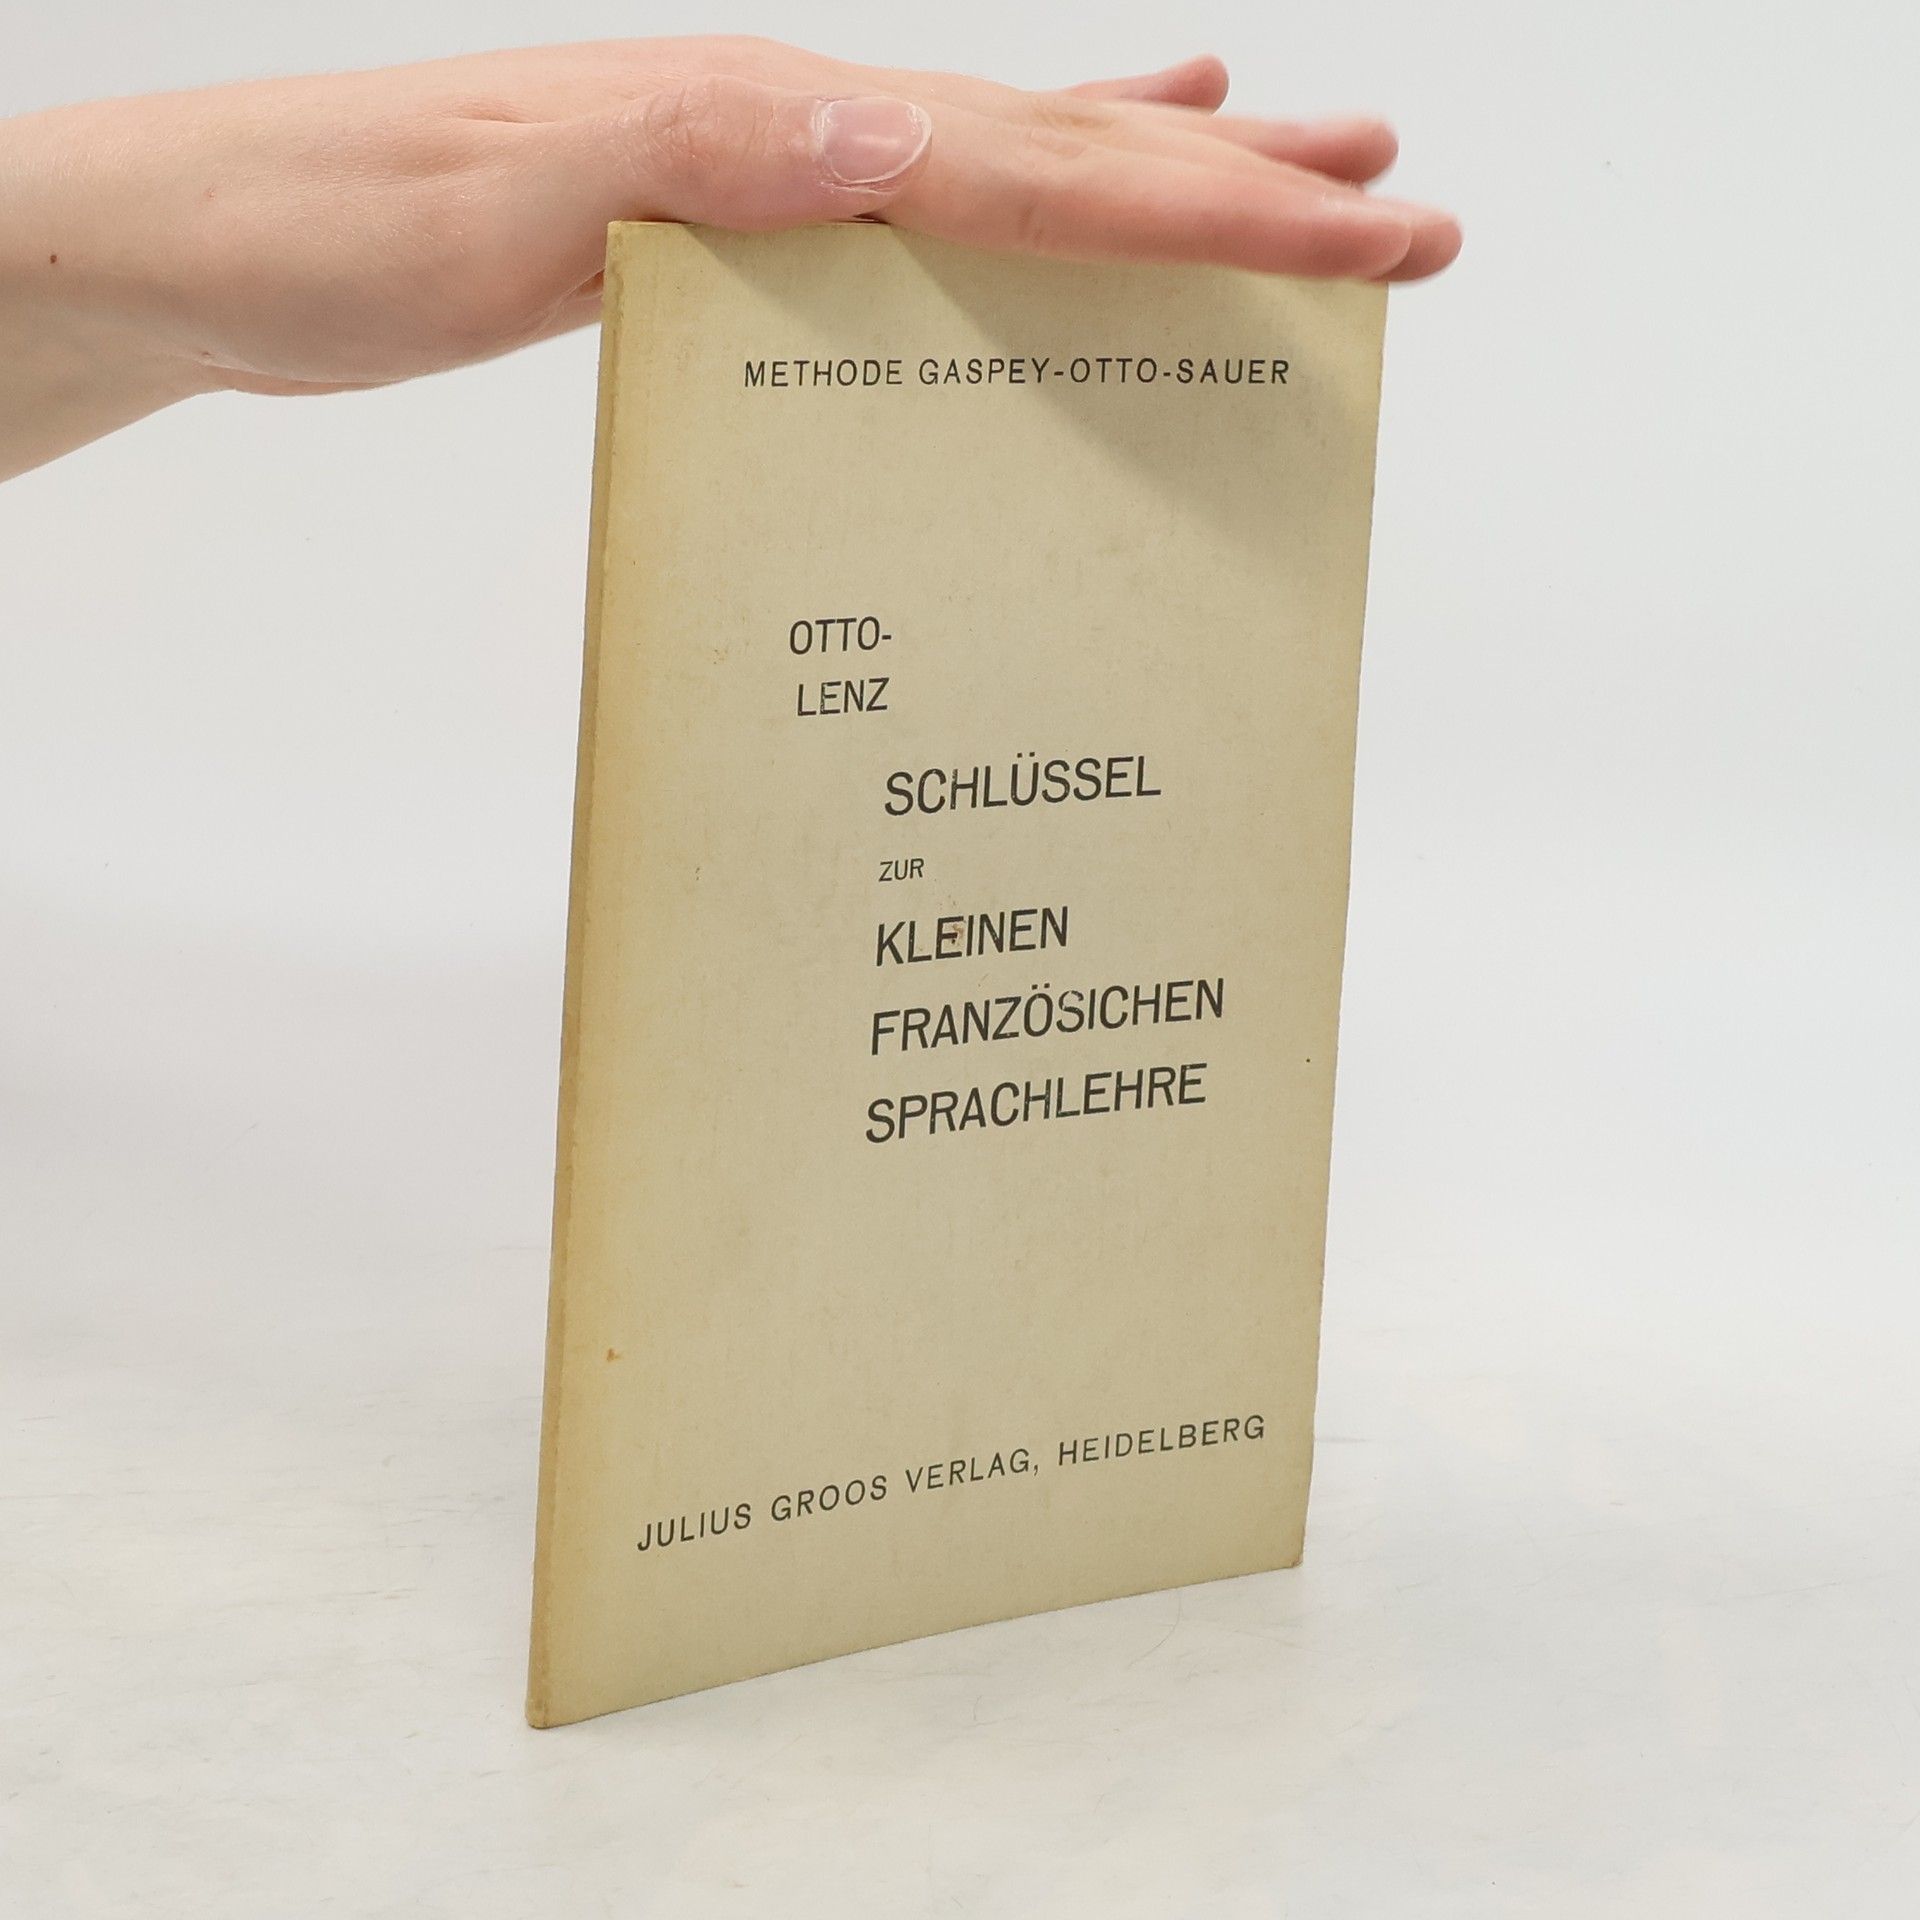 METHODE GASPEY-OTTO-SAUER
OTTO-
LENZ
SCHLÜSSEL
ZUR
KLEINEN
FRANZÖSICHEN
SPRACHLEHRE
JULIUS GROOS VERLAG, HEIDELBERG